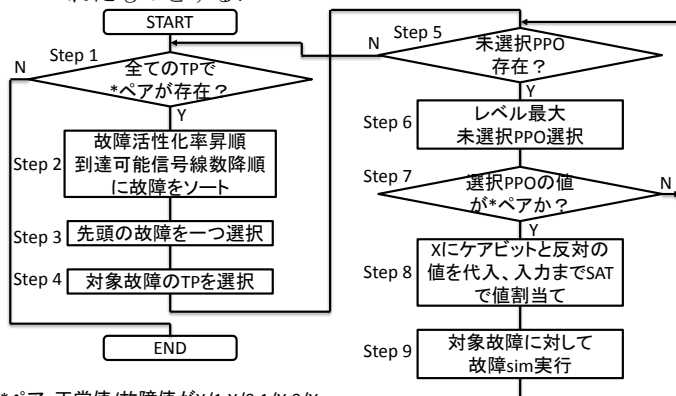 START
Step 1
N
全てのTPで
*ペアが存在？
Y
Step 2
故障活性化率昇順
到達可能信号線数降順
に故障をソート
Step 3
先頭の故障を一つ選択
Step 4
対象故障のTPを選択
END
Step 5
N
未選択PPO
存在？
Y
Step 6
レベル最大
未選択PPO選択
Step 7
選択PPOの値
が*ペアか？
N
Y
Step 8
Xにケアビットと反対の
値を代入、入力までSAT
で値割当て
Step 9
対象故障に対して
故障sim実行